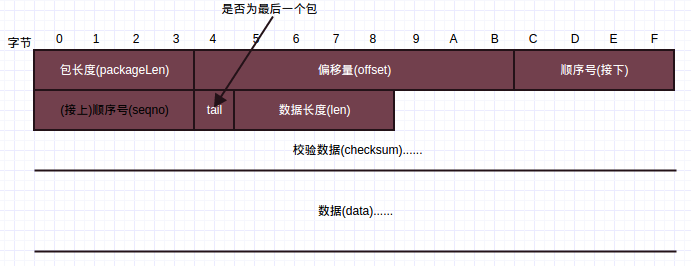 是否为最后一个包
字节 0 1 2 3 4 5 6 7 8 9 A B C D E F
包长度(packageLen) 偏移量(offset) 顺序号(接下)
(接上)顺序号(seqno) tail 数据长度(len)
校验数据(checksum)......
数据(data)......